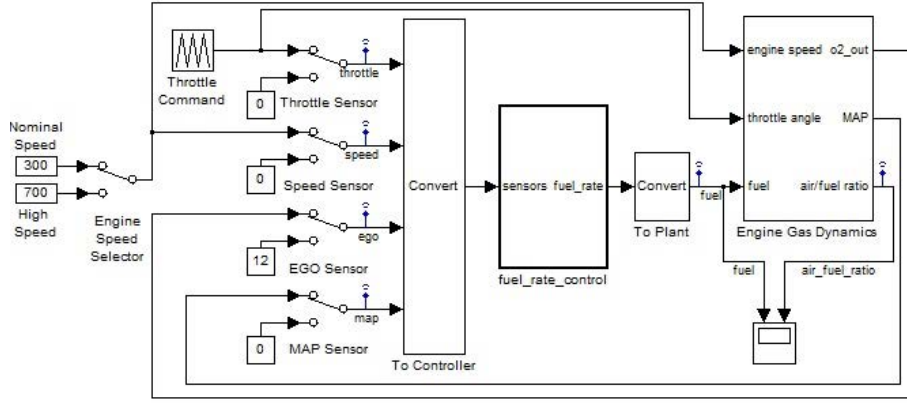 engine speed o2_out
throttle
Throttle
Command
0
Throttle Sensor
throttle angle MAP
Nominal
Speed
300
700
High
Speed
Engine
Speed
Selector
speed
0
Speed Sensor
Convert
sensors fuel_rate
Convert
fuel
fuel air/fuel ratio
To Plant
Engine Gas Dynamics
ego
12
EGO Sensor
fuel_rate_control
fuel
air_fuel_ratio
map
0
MAP Sensor
To Controller